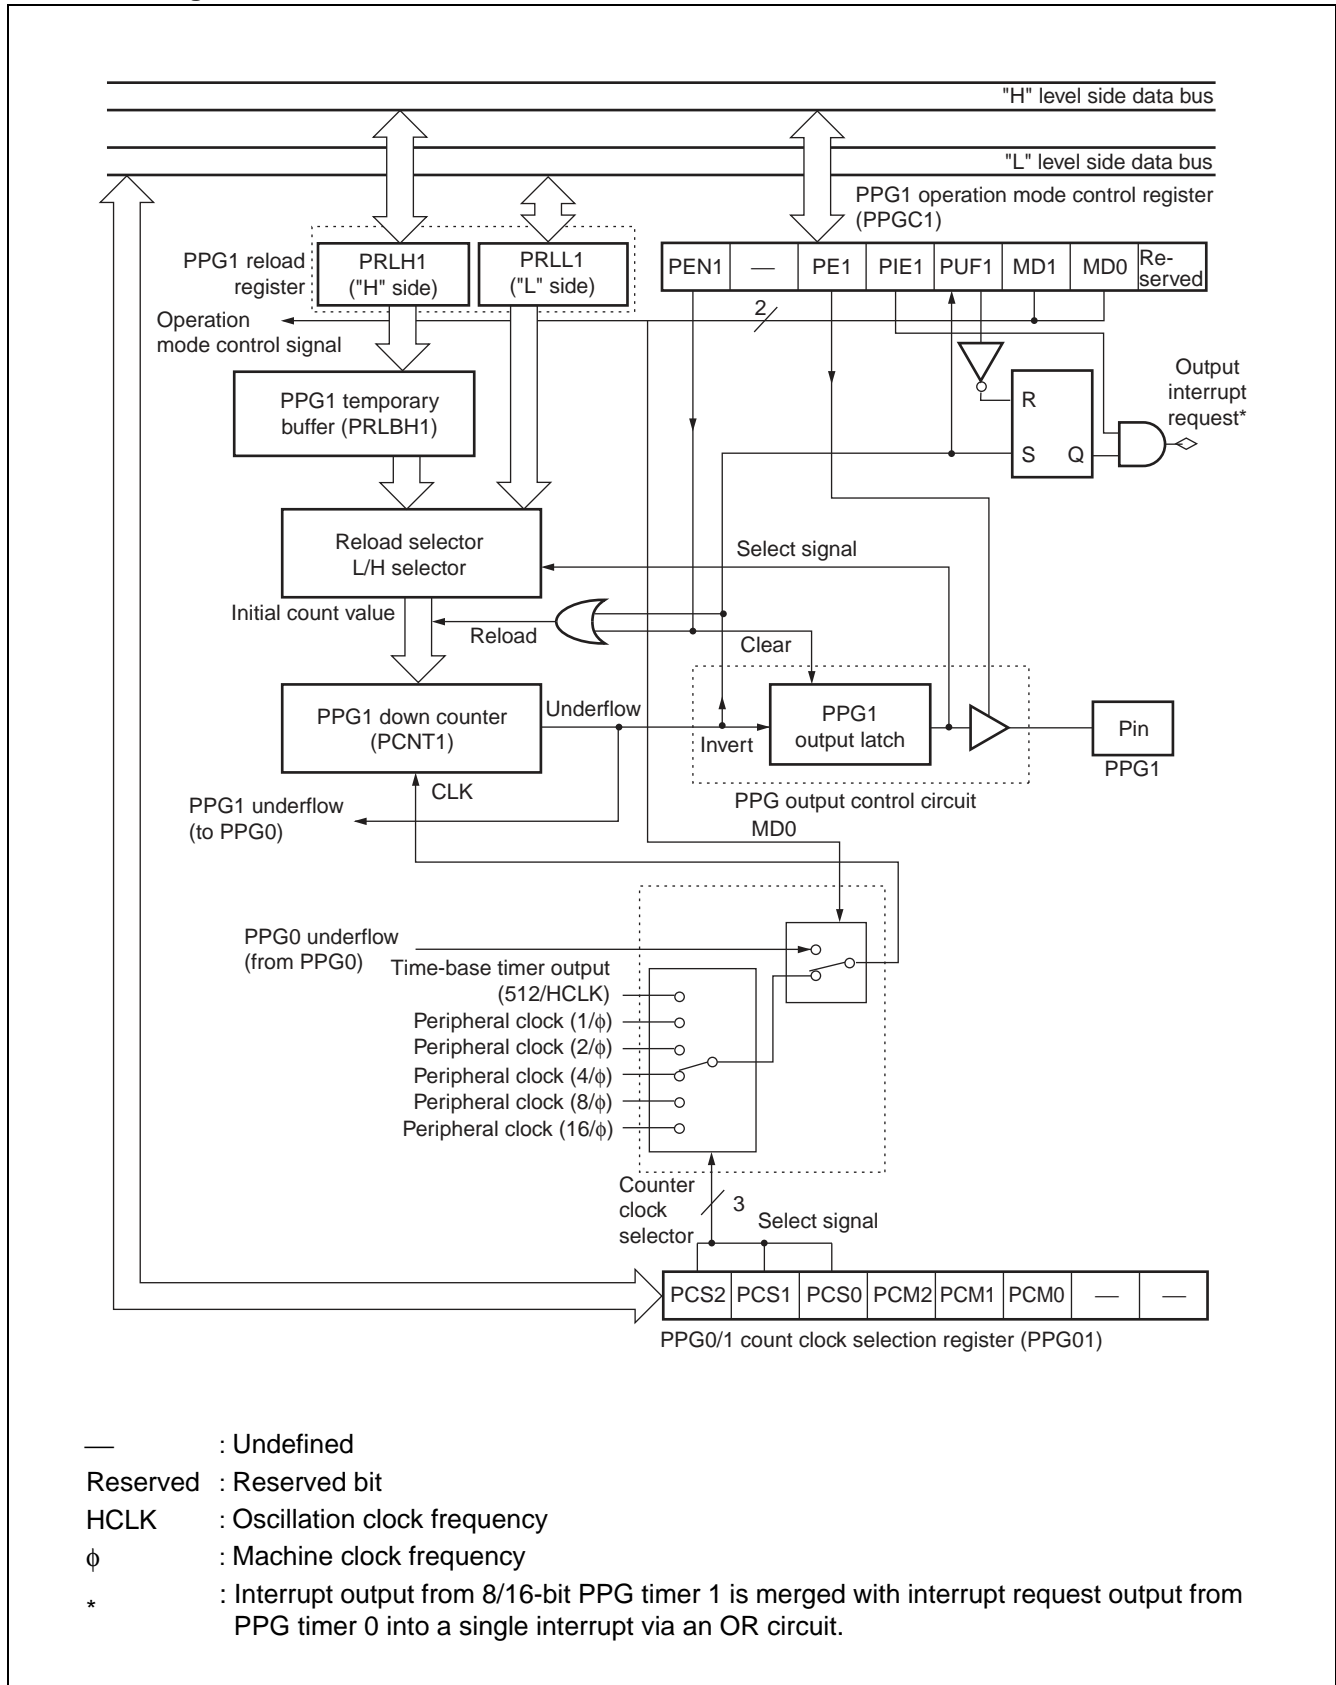 "H" level side data bus
"L" level side data bus
PPG1 operation mode control register
(PPGC1)
PPG1 reload
register
PRLH1
("H" side)
PRLL1
("L" side)
PEN1
—
PE1
PIE1
PUF1
MD1
MD0
Re-
served
Operation
mode control signal
2
PPG1 temporary
buffer (PRLBH1)
R
S
Q
Output
interrupt
request*
Reload selector
L/H selector
Select signal
Initial count value
Reload
Clear
PPG1 down counter
(PCNT1)
Underflow
Invert
PPG1
output latch
Pin
PPG1
CLK
PPG output control circuit
PPG1 underflow
(to PPG0)
MD0
PPG0 underflow
(from PPG0)
Time-base timer output
(512/HCLK)
Peripheral clock (1/ϕ)
Peripheral clock (2/ϕ)
Peripheral clock (4/ϕ)
Peripheral clock (8/ϕ)
Peripheral clock (16/ϕ)
Counter
clock
selector
3
Select signal
PCS2
PCS1
PCS0
PCM2
PCM1
PCM0
—
—
PPG0/1 count clock selection register (PPG01)
— : Undefined
Reserved : Reserved bit
HCLK : Oscillation clock frequency
ϕ : Machine clock frequency
* : Interrupt output from 8/16-bit PPG timer 1 is merged with interrupt request output from
PPG timer 0 into a single interrupt via an OR circuit.